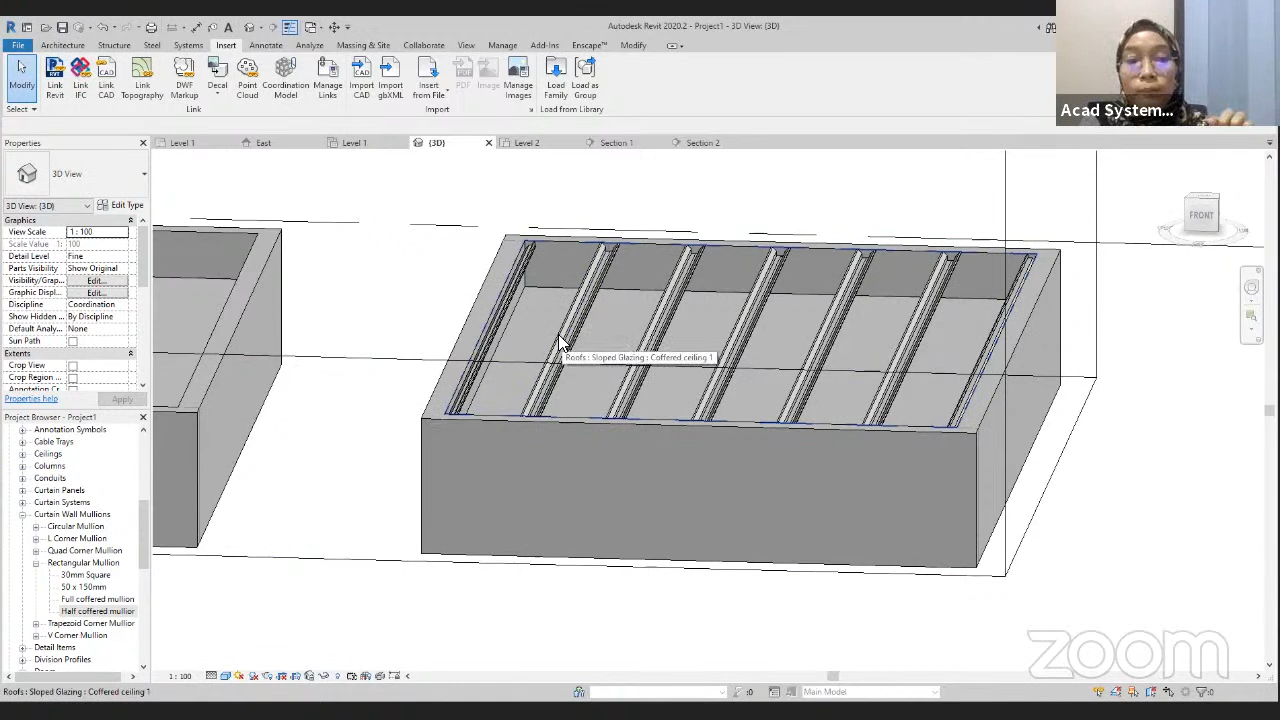 Autodesk Revit 2020.2 - Project1 - 3D View: {3D}
File Architecture Structure Steel Systems Insert Annotate Analyze Massing & Site Collaborate View Manage Add-Ins Enscape™ Modify
Modify
Link Revit
Link IFC
Link CAD
Link Topography
DWF Markup
Decal
Point Cloud
Coordination Model
Manage Links
Import CAD
Import gbXML
Insert from File
PDF
Image
Manage Images
Load Family
Load as Group
Select
Link
Import
Load from Library
Acad System...
Properties
Level 1
East
Level 1
{3D}
Level 2
Section 1
Section 2
3D View
3D View: {3D}
Edit Type
Graphics
View Scale 1 : 100
Scale Value 1: 100
Detail Level Fine
Parts Visibility Show Original
Visibility/Grap... Edit...
Graphic Displ... Edit...
Discipline Coordination
Show Hidden ... By Discipline
Default Analy... None
Sun Path
Extents
Crop View
Crop Region ...
Annotation Cr...
Properties help
Apply
Project Browser - Project1
Annotation Symbols
Cable Trays
Ceilings
Columns
Conduits
Curtain Panels
Curtain Systems
Curtain Wall Mullions
Circular Mullion
L Corner Mullion
Quad Corner Mullion
Rectangular Mullion
30mm Square
50 x 150mm
Full coffered mullion
Half coffered mullior
Trapezoid Corner Mullior
V Corner Mullion
Detail Items
Division Profiles
FRONT
Roofs : Sloped Glazing : Coffered ceiling 1
zoom
1 : 100
Roofs : Sloped Glazing : Coffered ceiling 1
:0
Main Model
:0